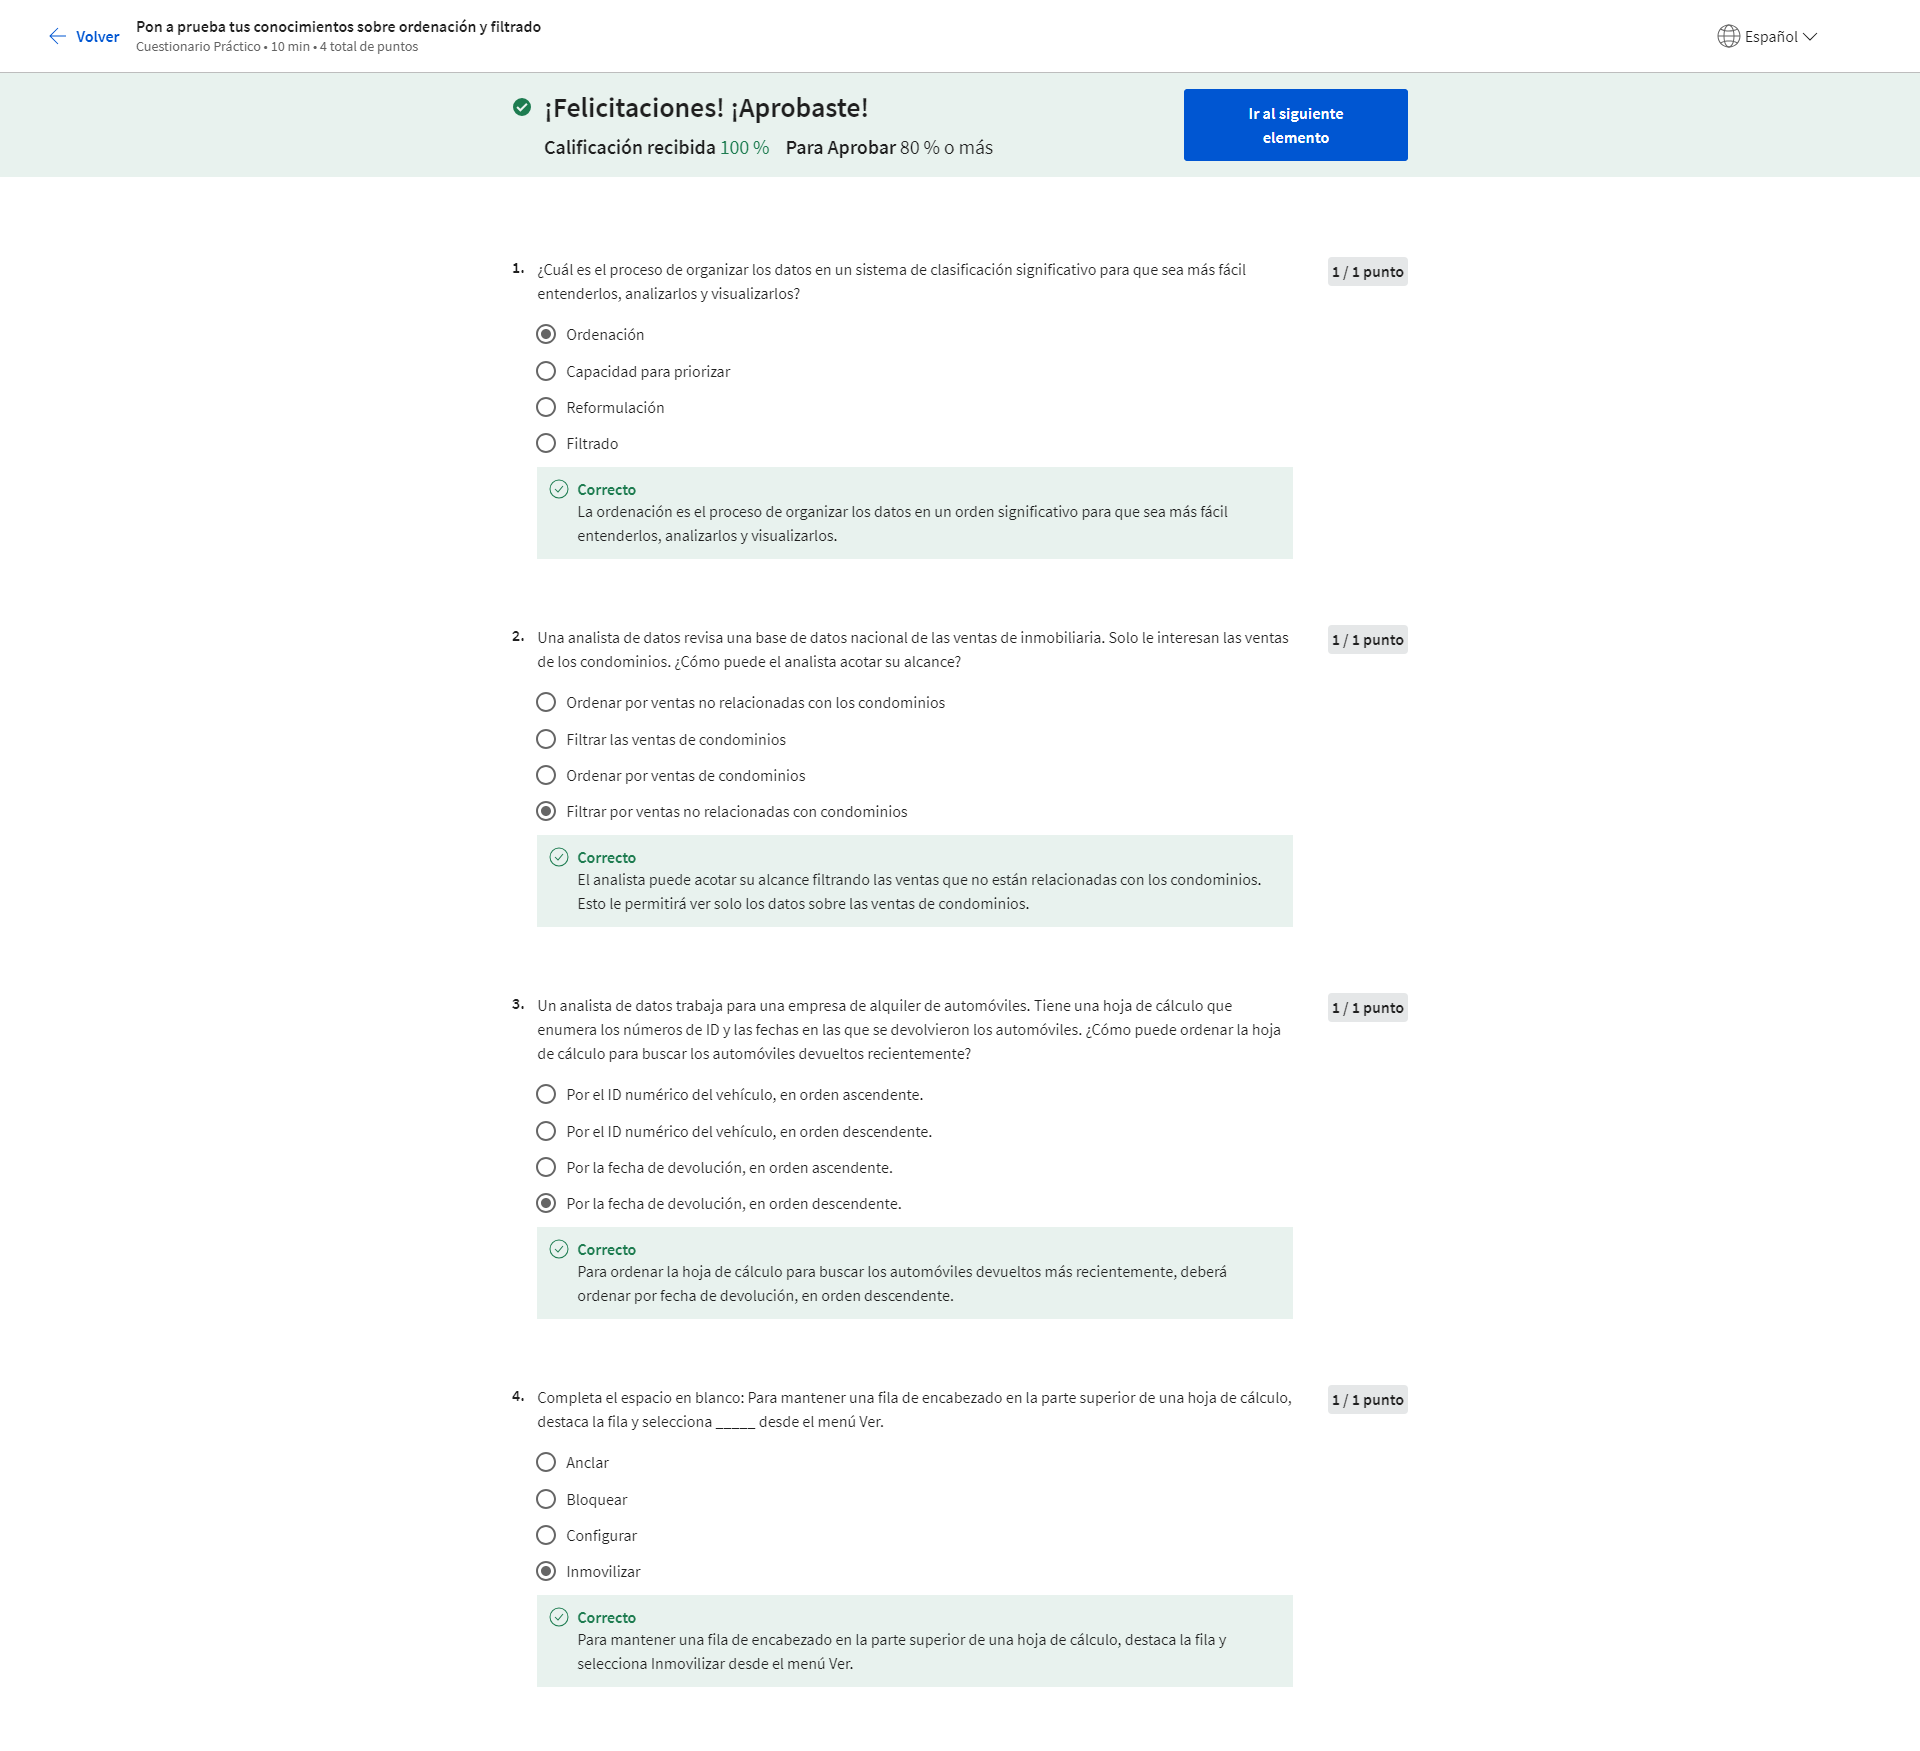 Volver
Pon a prueba tus conocimientos sobre ordenación y filtrado
Cuestionario Práctico • 10 min • 4 total de puntos
Español
¡Felicitaciones! ¡Aprobaste!
Calificación recibida 100 % Para Aprobar 80 % o más
Ir al siguiente
elemento
1. ¿Cuál es el proceso de organizar los datos en un sistema de clasificación significativo para que sea más fácil
entenderlos, analizarlos y visualizarlos?
1 / 1 punto
Ordenación
Capacidad para priorizar
Reformulación
Filtrado
Correcto
La ordenación es el proceso de organizar los datos en un orden significativo para que sea más fácil
entenderlos, analizarlos y visualizarlos.
2. Una analista de datos revisa una base de datos nacional de las ventas de inmobiliaria. Solo le interesan las ventas
de los condominios. ¿Cómo puede el analista acotar su alcance?
1 / 1 punto
Ordenar por ventas no relacionadas con los condominios
Filtrar las ventas de condominios
Ordenar por ventas de condominios
Filtrar por ventas no relacionadas con condominios
Correcto
El analista puede acotar su alcance filtrando las ventas que no están relacionadas con los condominios.
Esto le permitirá ver solo los datos sobre las ventas de condominios.
3. Un analista de datos trabaja para una empresa de alquiler de automóviles. Tiene una hoja de cálculo que
enumera los números de ID y las fechas en las que se devolvieron los automóviles. ¿Cómo puede ordenar la hoja
de cálculo para buscar los automóviles devueltos recientemente?
1 / 1 punto
Por el ID numérico del vehículo, en orden ascendente.
Por el ID numérico del vehículo, en orden descendente.
Por la fecha de devolución, en orden ascendente.
Por la fecha de devolución, en orden descendente.
Correcto
Para ordenar la hoja de cálculo para buscar los automóviles devueltos más recientemente, deberá
ordenar por fecha de devolución, en orden descendente.
4. Completa el espacio en blanco: Para mantener una fila de encabezado en la parte superior de una hoja de cálculo,
destaca la fila y selecciona _____ desde el menú Ver.
1 / 1 punto
Anclar
Bloquear
Configurar
Inmovilizar
Correcto
Para mantener una fila de encabezado en la parte superior de una hoja de cálculo, destaca la fila y
selecciona Inmovilizar desde el menú Ver.